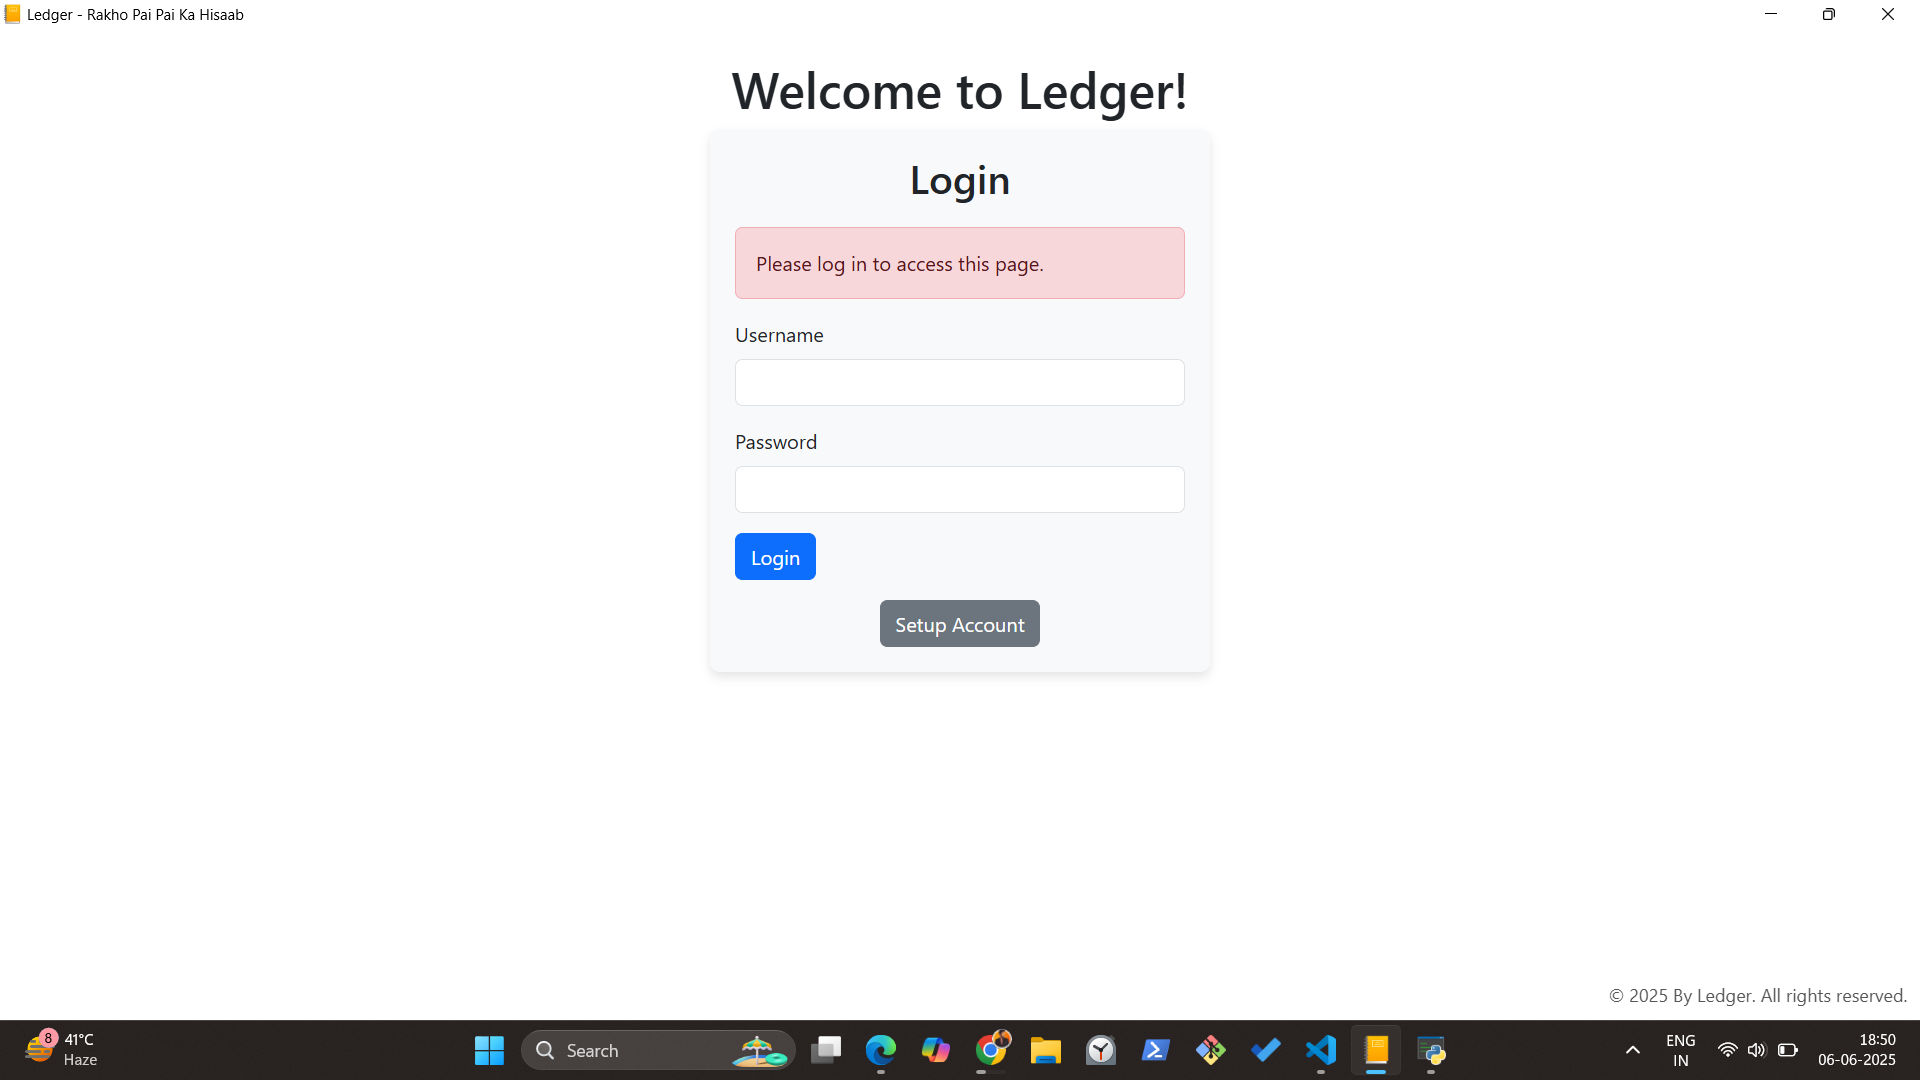 Ledger - Rakho Pai Pai Ka Hisaab
Welcome to Ledger!
Login
Please log in to access this page.
Username
Password
Login
Setup Account
© 2025 By Ledger. All rights reserved.
8
41°C
Haze
Search
ENG
IN
18:50
06-06-2025